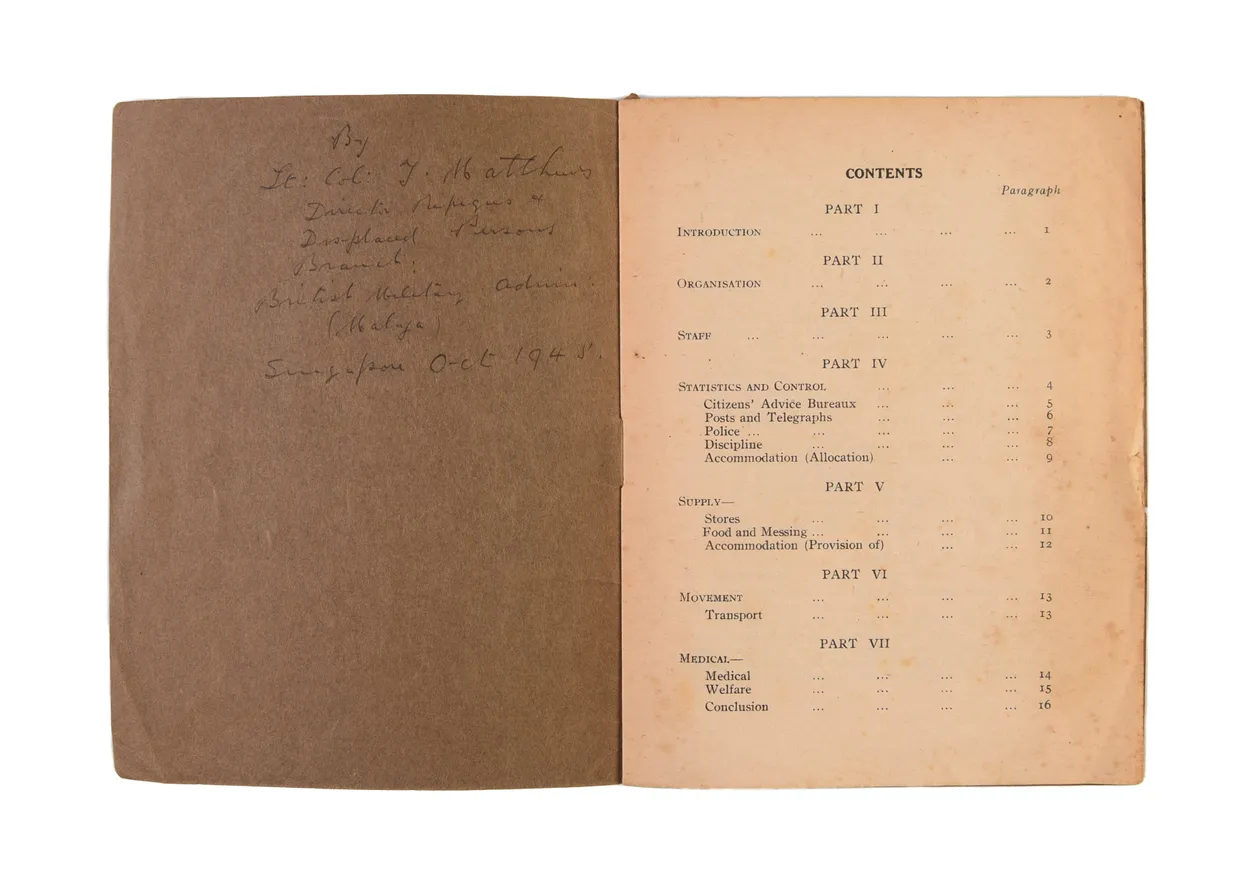 By
Lt: Col: J. Matthews
Director Refugees &
Displaced Persons
Branch.
British Military Admin:
(Malaya)
Singapore Oct 1945.
CONTENTS
Paragraph
PART I
INTRODUCTION ... ... ... ... 1
PART II
ORGANISATION ... ... ... ... 2
PART III
STAFF ... ... ... ... ... 3
PART IV
STATISTICS AND CONTROL ... ... ... 4
Citizens' Advice Bureaux ... ... ... 5
Posts and Telegraphs ... ... ... 6
Police ... ... ... ... ... 7
Discipline ... ... ... ... 8
Accommodation (Allocation) ... ... 9
PART V
SUPPLY—
Stores ... ... ... ... 10
Food and Messing ... ... ... ... 11
Accommodation (Provision of) ... ... 12
PART VI
MOVEMENT ... ... ... ... 13
Transport ... ... ... ... 13
PART VII
MEDICAL—
Medical ... ... ... ... 14
Welfare ... ... ... ... 15
Conclusion ... ... ... ... 16